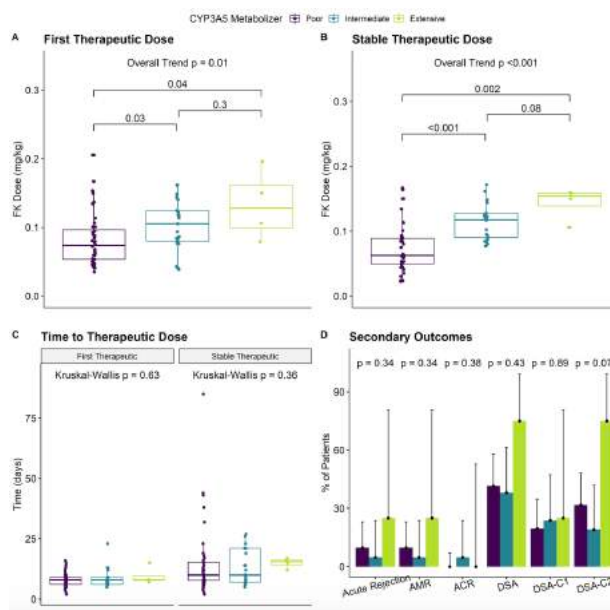 CYP3A5 Metabolizer Poor Intermediate Extensive
A First Therapeutic Dose
Overall Trend p = 0.01
0.04
0.03
0.3
FK Dose (mg/kg)
0.3
0.2
0.1
0.0
B Stable Therapeutic Dose
Overall Trend p <0.001
0.002
<0.001
0.08
FK Dose (mg/kg)
0.3
0.2
0.1
0.0
C Time to Therapeutic Dose
First Therapeutic Stable Therapeutic
Kruskal-Wallis p = 0.63 Kruskal-Wallis p = 0.36
Time (days)
75
50
25
0
D Secondary Outcomes
p = 0.34 p = 0.34 p = 0.38 p = 0.43 p = 0.89 p = 0.07
% of Patients
90
60
30
0
Acute Rejection AMR ACR DSA DSA-C1 DSA-C2